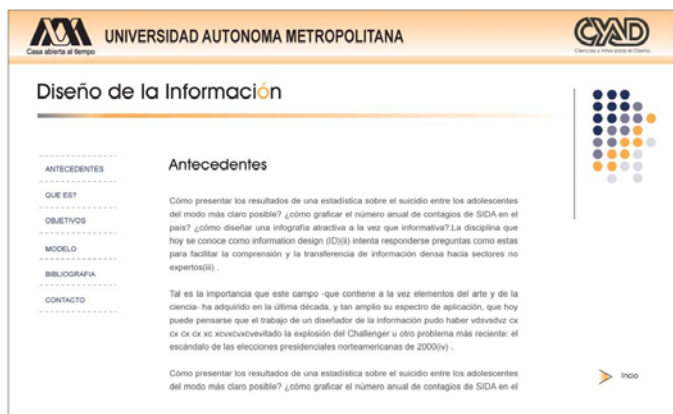 UNIVERSIDAD AUTONOMA METROPOLITANA
Casa abierta al tiempo
CYAD
Ciencias y Artes para el Diseño
Diseño de la Información
ANTECEDENTES
QUE ES?
OBJETIVOS
MODELO
BIBLIOGRAFIA
CONTACTO
Antecedentes
Cómo presentar los resultados de una estadística sobre el suicidio entre los adolescentes
del modo más claro posible? ¿cómo graficar el número anual de contagios de SIDA en el
país? ¿cómo diseñar una infografía atractiva a la vez que informativa?.La disciplina que
hoy se conoce como information design (ID)(ii) intenta responderse preguntas como estas
para facilitar la comprensión y la transferencia de información densa hacia sectores no
expertos(iii) .
Tal es la importancia que este campo -que contiene a la vez elementos del arte y de la
ciencia- ha adquirido en la última década, y tan amplio su espectro de aplicación, que hoy
puede pensarse que el trabajo de un diseñador de la información pudo haber vdsvsdvz cx
cx cx cx xc xcvxcvxcvevitado la explosión del Challenger u otro problema más reciente: el
escándalo de las elecciones presidenciales norteamericanas de 2000(iv) .
Cómo presentar los resultados de una estadística sobre el suicidio entre los adolescentes
del modo más claro posible? ¿cómo graficar el número anual de contagios de SIDA en el
Incio